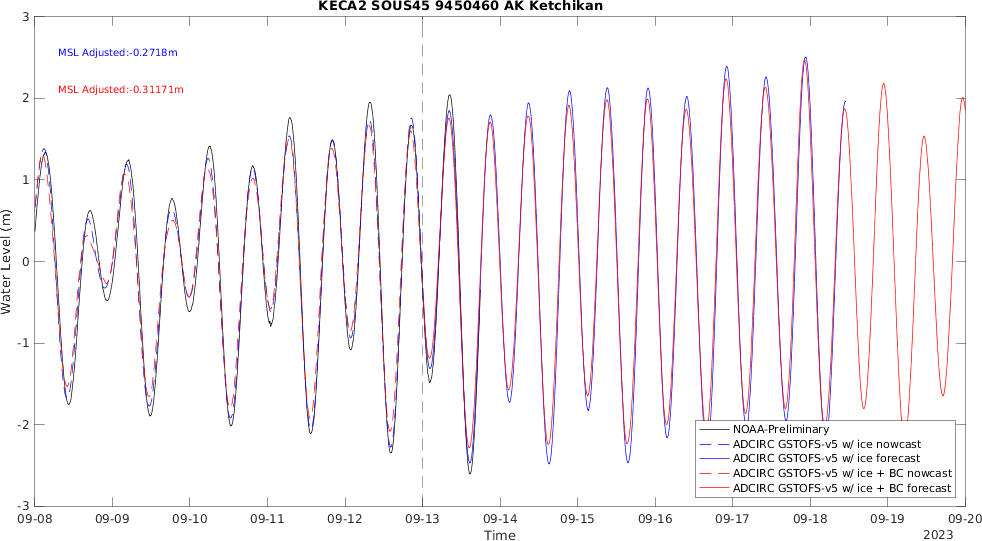 KECA2 SOUS45 9450460 AK Ketchikan
3
2
1
0
-1
-2
-3
Water Level (m)
MSL Adjusted:-0.2718m
MSL Adjusted:-0.31171m
NOAA-Preliminary
ADCIRC GSTOFS-v5 w/ ice nowcast
ADCIRC GSTOFS-v5 w/ ice forecast
ADCIRC GSTOFS-v5 w/ ice + BC nowcast
ADCIRC GSTOFS-v5 w/ ice + BC forecast
09-08 09-09 09-10 09-11 09-12 09-13 09-14 09-15 09-16 09-17 09-18 09-19 09-20
Time
2023